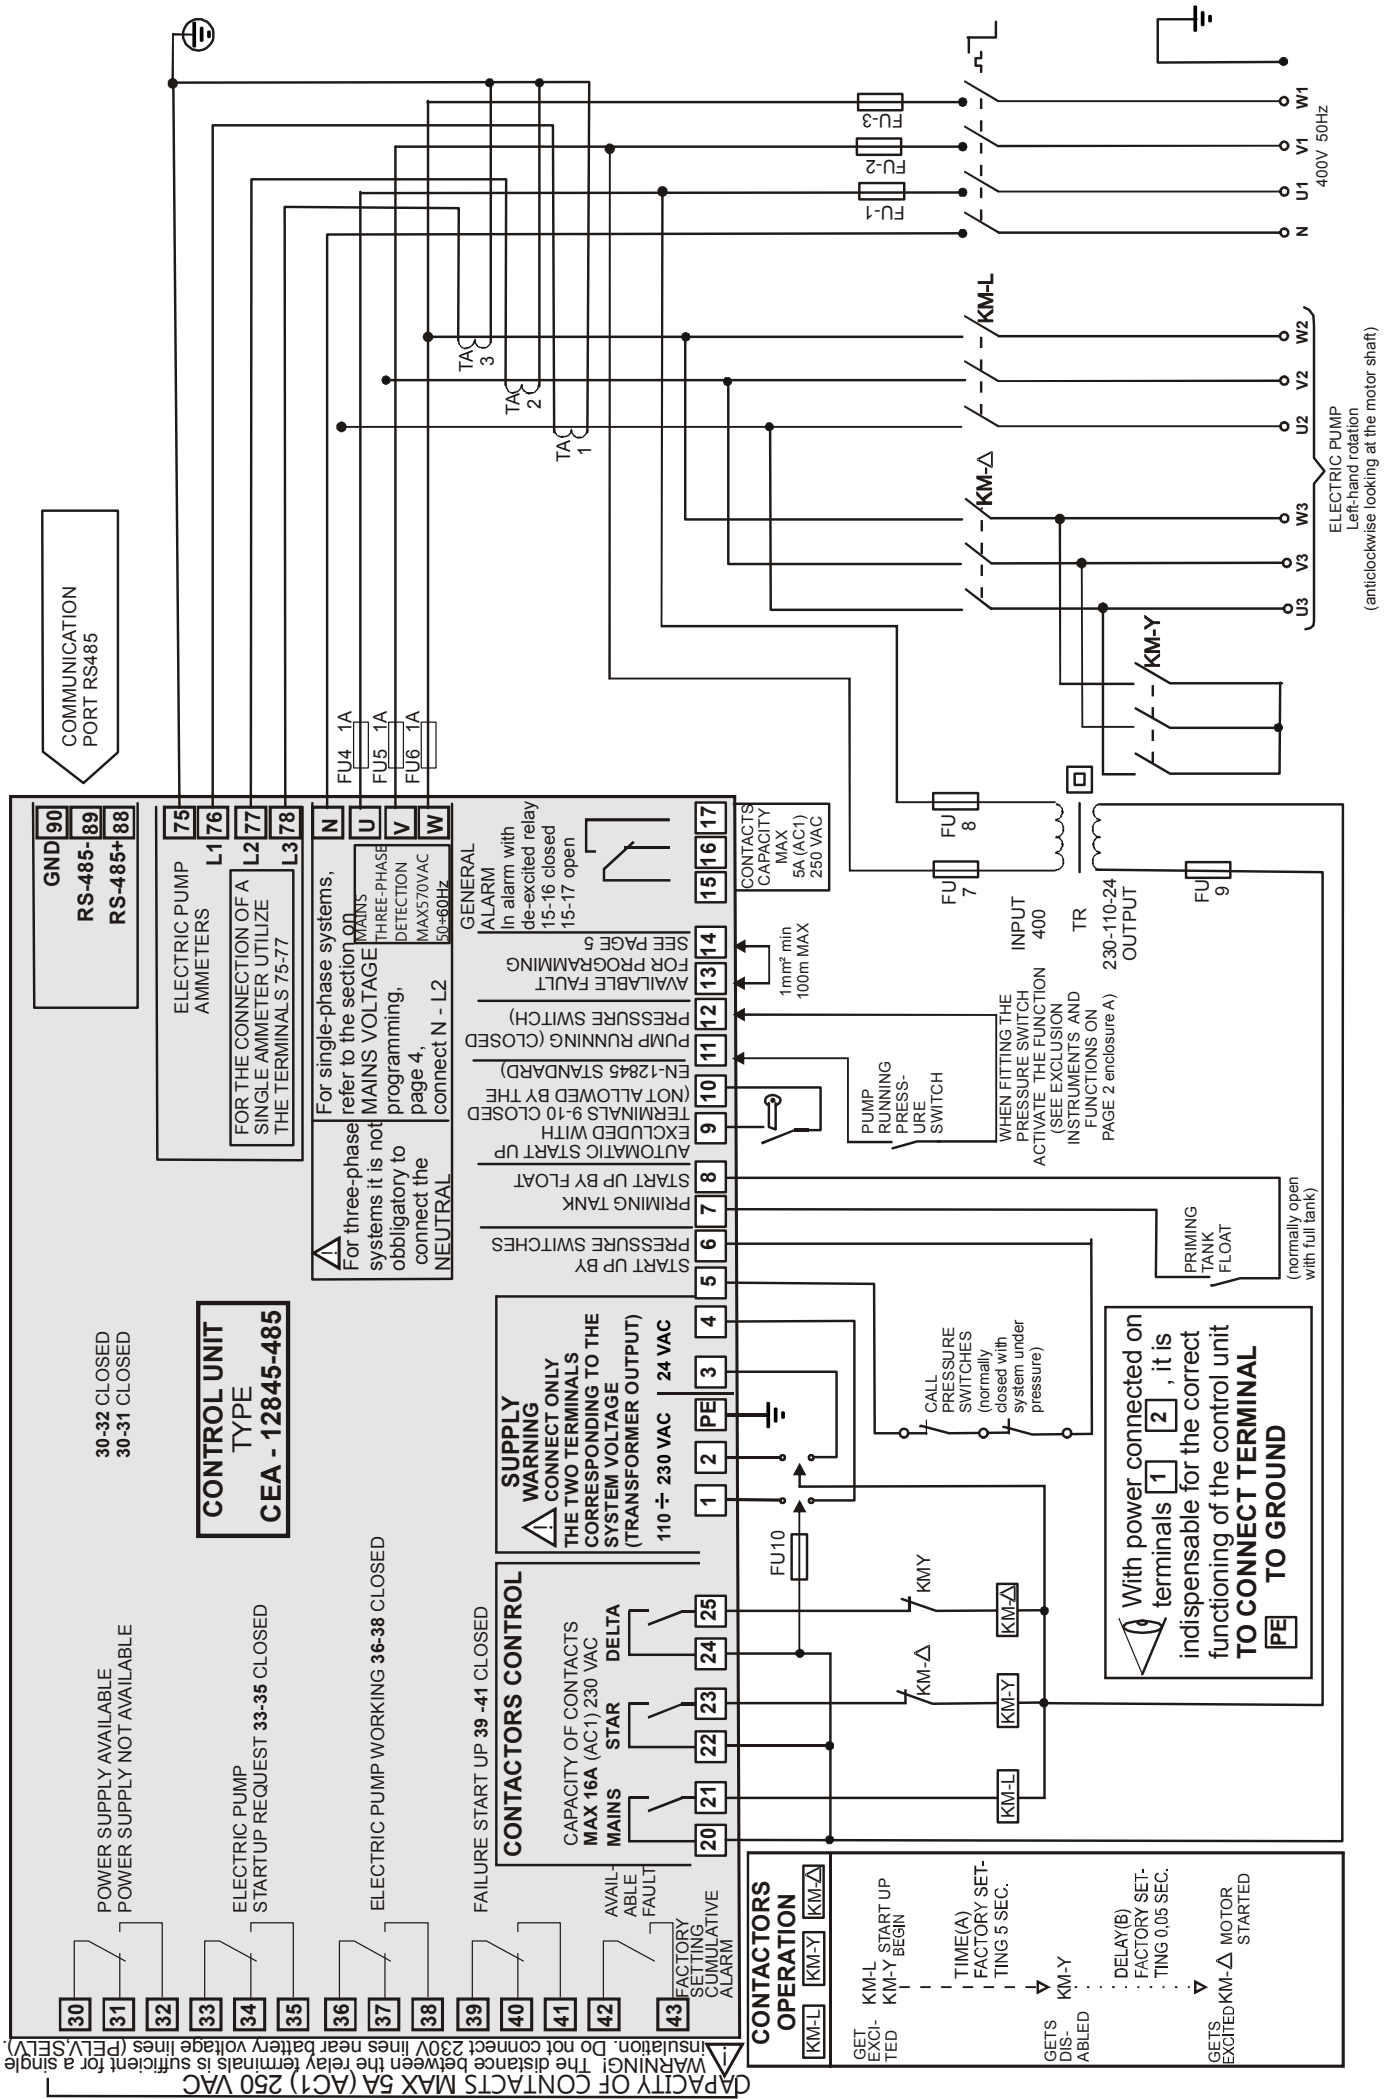 CAPACITY OF CONTACTS MAX 5A (AC1) 250 VAC
WARNING! The distance between the relay terminals is sufficient for a single
insulation. Do not connect 230V lines near battery voltage lines (PELV,SELV).
30
31
32
33
34
35
36
37
38
39
40
41
42
43
POWER SUPPLY AVAILABLE 30-32 CLOSED
POWER SUPPLY NOT AVAILABLE 30-31 CLOSED
ELECTRIC PUMP
STARTUP REQUEST 33-35 CLOSED
ELECTRIC PUMP WORKING 36-38 CLOSED
FAILURE START UP 39 -41 CLOSED
AVAIL-
ABLE
FAULT
FACTORY
SETTING
CUMULATIVE
ALARM
CONTROL UNIT
TYPE
CEA - 12845-485
GND 90
RS-485- 89
RS-485+ 88
COMMUNICATION
PORT RS485
ELECTRIC PUMP
AMMETERS
75
L1 76
L2 77
L3 78
FOR THE CONNECTION OF A
SINGLE AMMETER UTILIZE
THE TERMINALS 75-77
For three-phase
systems it is not
obbligatory to
connect the
NEUTRAL
For single-phase systems,
refer to the section on
MAINS VOLTAGE
programming,
page 4,
connect N - L2
MAINS
THREE-PHASE
DETECTION
MAX570VAC
50÷60Hz
N
U
V
W
FU4 1A
FU5 1A
FU6 1A
CONTACTORS CONTROL
CAPACITY OF CONTACTS
MAX 16A (AC1) 230 VAC
MAINS STAR DELTA
20
21
22
23
24
25
SUPPLY
WARNING
CONNECT ONLY
THE TWO TERMINALS
CORRESPONDING TO THE
SYSTEM VOLTAGE
(TRANSFORMER OUTPUT)
110 ÷ 230 VAC 24 VAC
1
2
PE
3
4
5
6
7
8
9
10
11
12
13
14
15
16
17
START UP BY
PRESSURE SWITCHES
PRIMING TANK
START UP BY FLOAT
AUTOMATIC START UP
EXCLUDED WITH
TERMINALS 9-10 CLOSED
(NOT ALLOWED BY THE
EN-12845 STANDARD)
PUMP RUNNING (CLOSED
PRESSURE SWITCH)
AVAILABLE FAULT
FOR PROGRAMMING
SEE PAGE 5
GENERAL
ALARM
In alarm with
de-excited relay
15-16 closed
15-17 open
CONTACTS
CAPACITY
MAX
5A (AC1)
250 VAC
1mm² min
100m MAX
PUMP
RUNNING
PRESS-
URE
SWITCH
WHEN FITTING THE
PRESSURE SWITCH
ACTIVATE THE FUNCTION
(SEE EXCLUSION
INSTRUMENTS AND
FUNCTIONS ON
PAGE 2 enclosure A)
PRIMING
TANK
FLOAT
(normally open
with full tank)
CALL
PRESSURE
SWITCHES
(normally
closed with
system under
pressure)
FU10
KMY
KM-△
KM-△
KM-Y
KM-L
With power connected on
terminals 1 2 , it is
indispensable for the correct
functioning of the control unit
TO CONNECT TERMINAL
PE TO GROUND
CONTACTORS
OPERATION
KM-L KM-Y KM-△
GET
EXCI-
TED
KM-L
KM-Y
START UP
BEGIN
TIME(A)
FACTORY SET-
TING 5 SEC.
GETS
DIS-
ABLED
KM-Y
DELAY(B)
FACTORY SET-
TING 0,05 SEC.
GETS
EXCITED
KM-△
MOTOR
STARTED
FU
7
FU
8
FU
9
INPUT
400
TR
230-110-24
OUTPUT
TA
1
TA
2
TA
3
FU-1
FU-2
FU-3
KM-Y
KM-△
KM-L
U3
V3
W3
U2
V2
W2
ELECTRIC PUMP
Left-hand rotation
(anticlockwise looking at the motor shaft)
N
U1
V1
W1
400V 50Hz